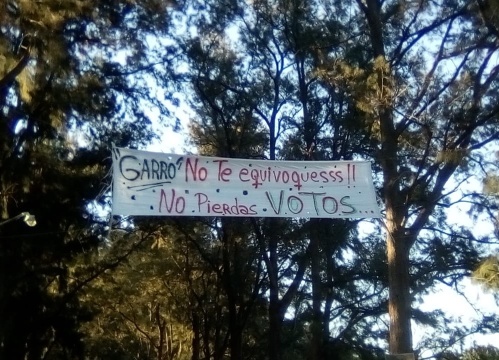 GARRO" No Te equivoquesss!!
No Pierdas VOTOS...